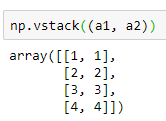 np.vstack((a1, a2))
array([[1, 1],
       [2, 2],
       [3, 3],
       [4, 4]])